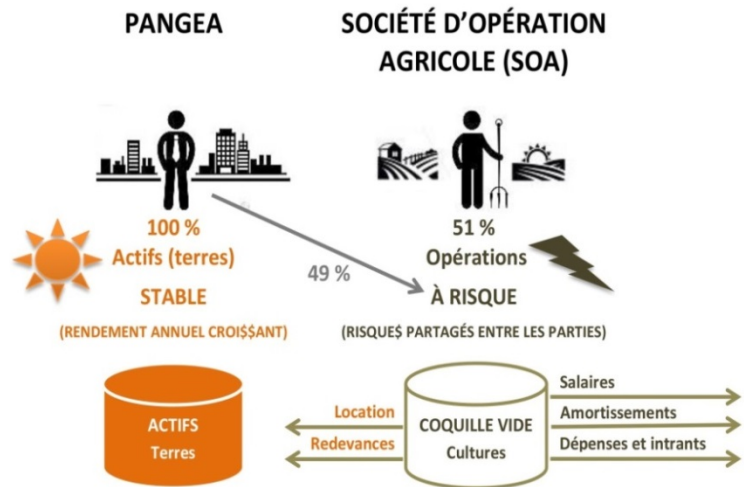 PANGEA
SOCIÉTÉ D'OPÉRATION
AGRICOLE (SOA)
100 %
Actifs (terres)
49 %
51 %
Opérations
STABLE
À RISQUE
(RENDEMENT ANNUEL CROI$$ANT)
(RISQUE$ PARTAGÉS ENTRE LES PARTIES)
ACTIFS
Terres
Location
Redevances
COQUILLE VIDE
Cultures
Salaires
Amortissements
Dépenses et intrants